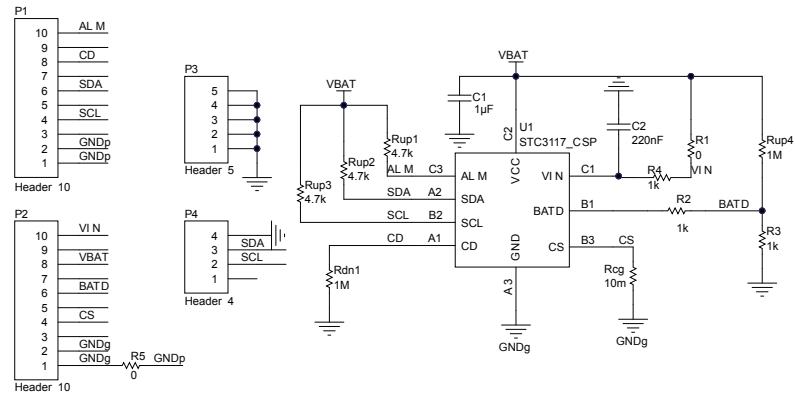 P1
10 AL M
9
8 CD
7
6 SDA
5
4 SCL
3
2 GNDp
1 GNDp
Header 10
P2
10 VI N
9
8 VBAT
7
6 BATD
5
4 CS
3
2 GNDg
1 GNDg R5 GNDp
0
Header 10
P3
5
4
3
2
1
Header 5
P4
4
3 SDA
2 SCL
1
Header 4
VBAT
Rup1
4.7k
Rup2
4.7k
Rup3
4.7k
AL M C3
SDA A2
SCL B2
CD A1
Rdn1
1M
VBAT
C1
1µF
C2
U1
STC3117_CSP
VCC
AL M
SDA
SCL
CD
GND
VI N
BATD
CS
A 3
GNDg
C2
220nF
C1
R4
1k
R1
0
VI N
Rup4
1M
B1
R2
1k
BATD
R3
1k
B3 CS
Rcg
10m
GNDg